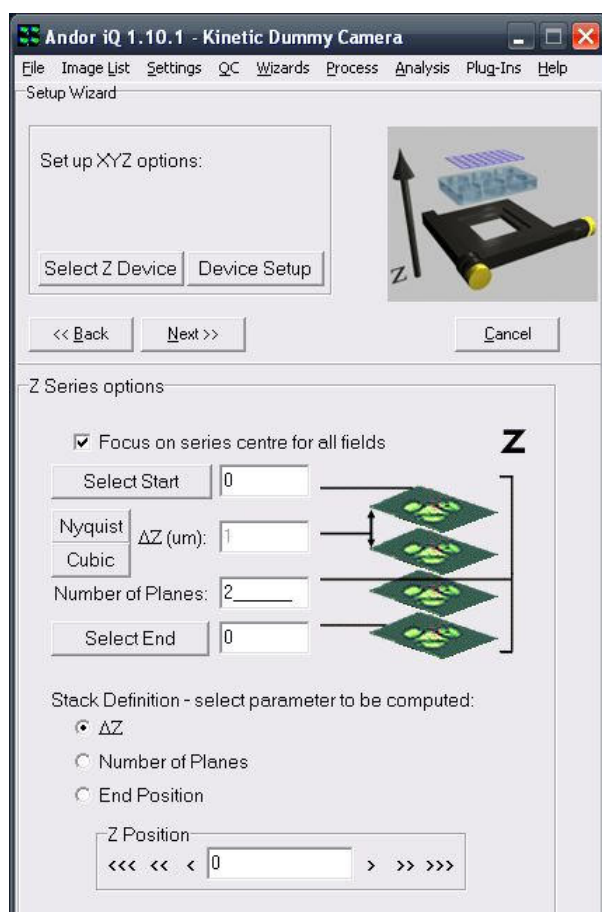 Andor iQ 1.10.1 - Kinetic Dummy Camera
File Image List Settings QC Wizards Process Analysis Plug-Ins Help
Setup Wizard
Set up XYZ options:
Select Z Device Device Setup
Z
<< Back Next >> Cancel
Z Series options
Focus on series centre for all fields
Z
Select Start 0
Nyquist
ΔZ (um): 1
Cubic
Number of Planes: 2______
Select End 0
Stack Definition - select parameter to be computed:
ΔZ
Number of Planes
End Position
Z Position
<<< << < 0 > >> >>>